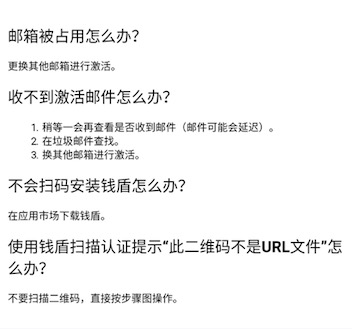 邮箱被占用怎么办？
更换其他邮箱进行激活。
收不到激活邮件怎么办？
1. 稍等一会再查看是否收到邮件（邮件可能会延迟）。
2. 在垃圾邮件查找。
3. 换其他邮箱进行激活。
不会扫码安装钱盾怎么办？
在应用市场下载钱盾。
使用钱盾扫描认证提示“此二维码不是URL文件”怎
么办？
不要扫描二维码，直接按步骤图操作。